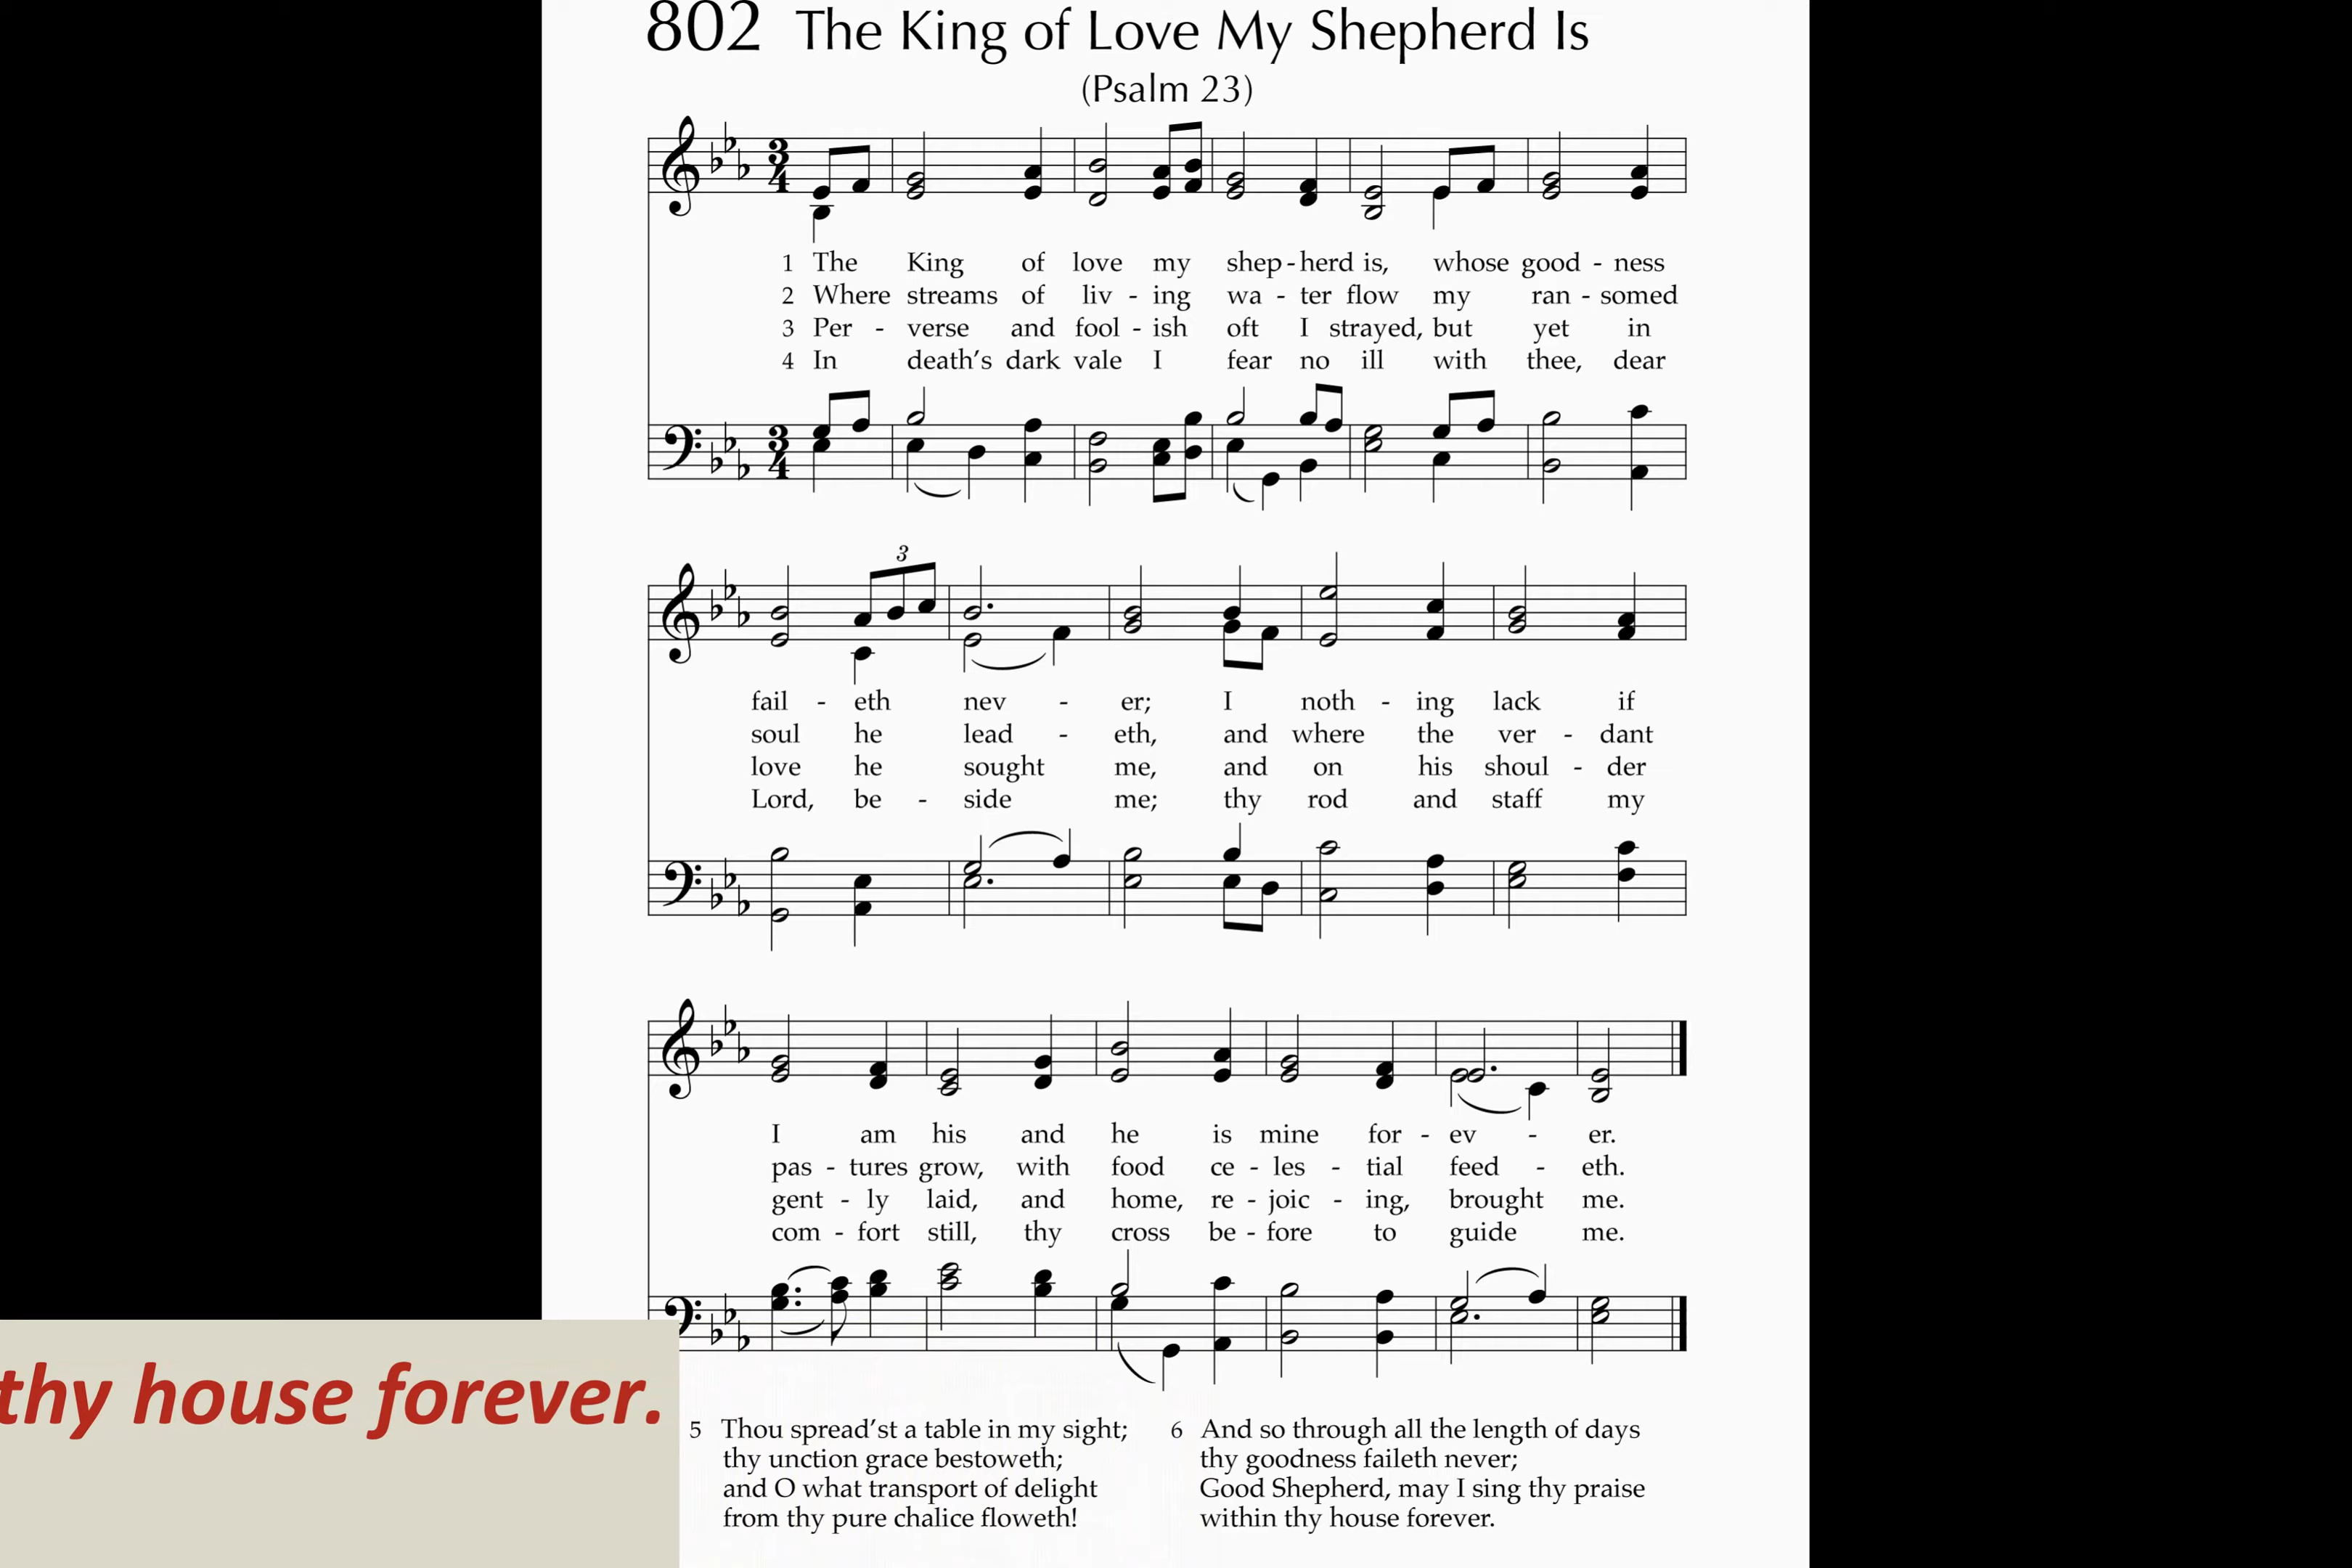 802 The King of Love My Shepherd Is
(Psalm 23)
1 The King of love my shep - herd is, whose good - ness
2 Where streams of liv - ing wa - ter flow my ran - somed
3 Per - verse and fool - ish oft I strayed, but yet in
4 In death's dark vale I fear no ill with thee, dear
3
fail - eth nev - er; I noth - ing lack if
soul he lead - eth, and where the ver - dant
love he sought me, and on his shoul - der
Lord, be - side me; thy rod and staff my
I am his and he is mine for - ev - er.
pas - tures grow, with food ce - les - tial feed - eth.
gent - ly laid, and home, re - joic - ing, brought me.
com - fort still, thy cross be - fore to guide me.
thy house forever.
5 Thou spread'st a table in my sight;
thy unction grace bestoweth;
and O what transport of delight
from thy pure chalice floweth!
6 And so through all the length of days
thy goodness faileth never;
Good Shepherd, may I sing thy praise
within thy house forever.